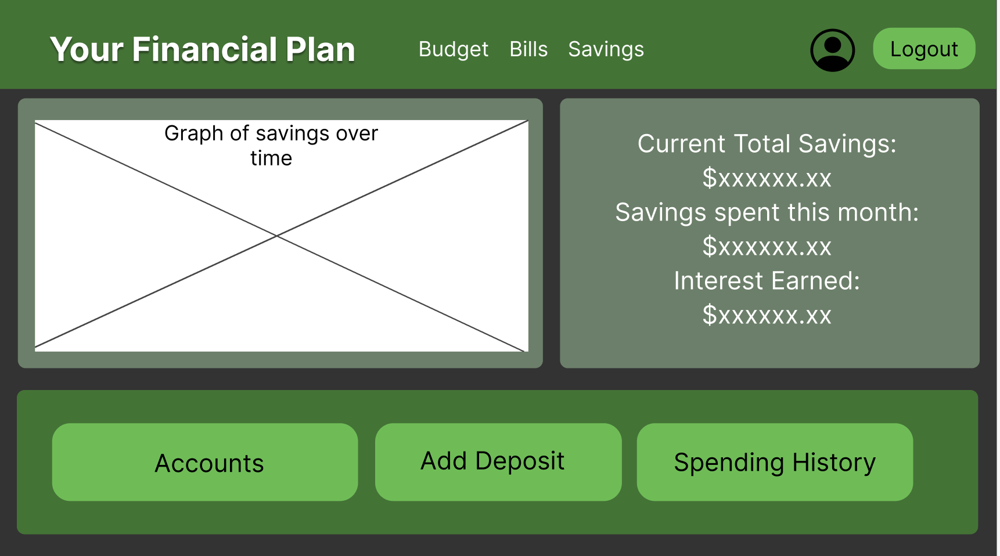 Your Financial Plan
Budget Bills Savings
Logout
Graph of savings over
time
Current Total Savings:
$xxxxxx.xx
Savings spent this month:
$xxxxxx.xx
Interest Earned:
$xxxxxx.xx
Accounts
Add Deposit
Spending History